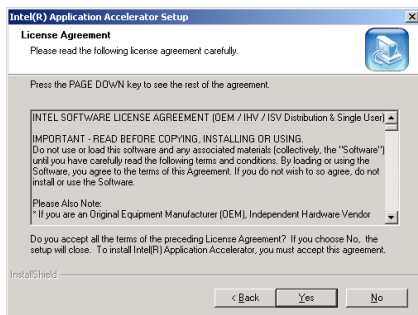 Intel(R) Application Accelerator Setup
License Agreement
Please read the following license agreement carefully.
Press the PAGE DOWN key to see the rest of the agreement.
INTEL SOFTWARE LICENSE AGREEMENT (OEM / IHV / ISV Distribution & Single User)
IMPORTANT - READ BEFORE COPYING, INSTALLING OR USING.
Do not use or load this software and any associated materials (collectively, the "Software")
until you have carefully read the following terms and conditions. By loading or using the
Software, you agree to the terms of this Agreement. If you do not wish to so agree, do not
install or use the Software.
Please Also Note:
* If you are an Original Equipment Manufacturer (OEM), Independent Hardware Vendor
Do you accept all the terms of the preceding License Agreement? If you choose No, the
setup will close. To install Intel(R) Application Accelerator, you must accept this agreement.
InstallShield
< Back Yes No